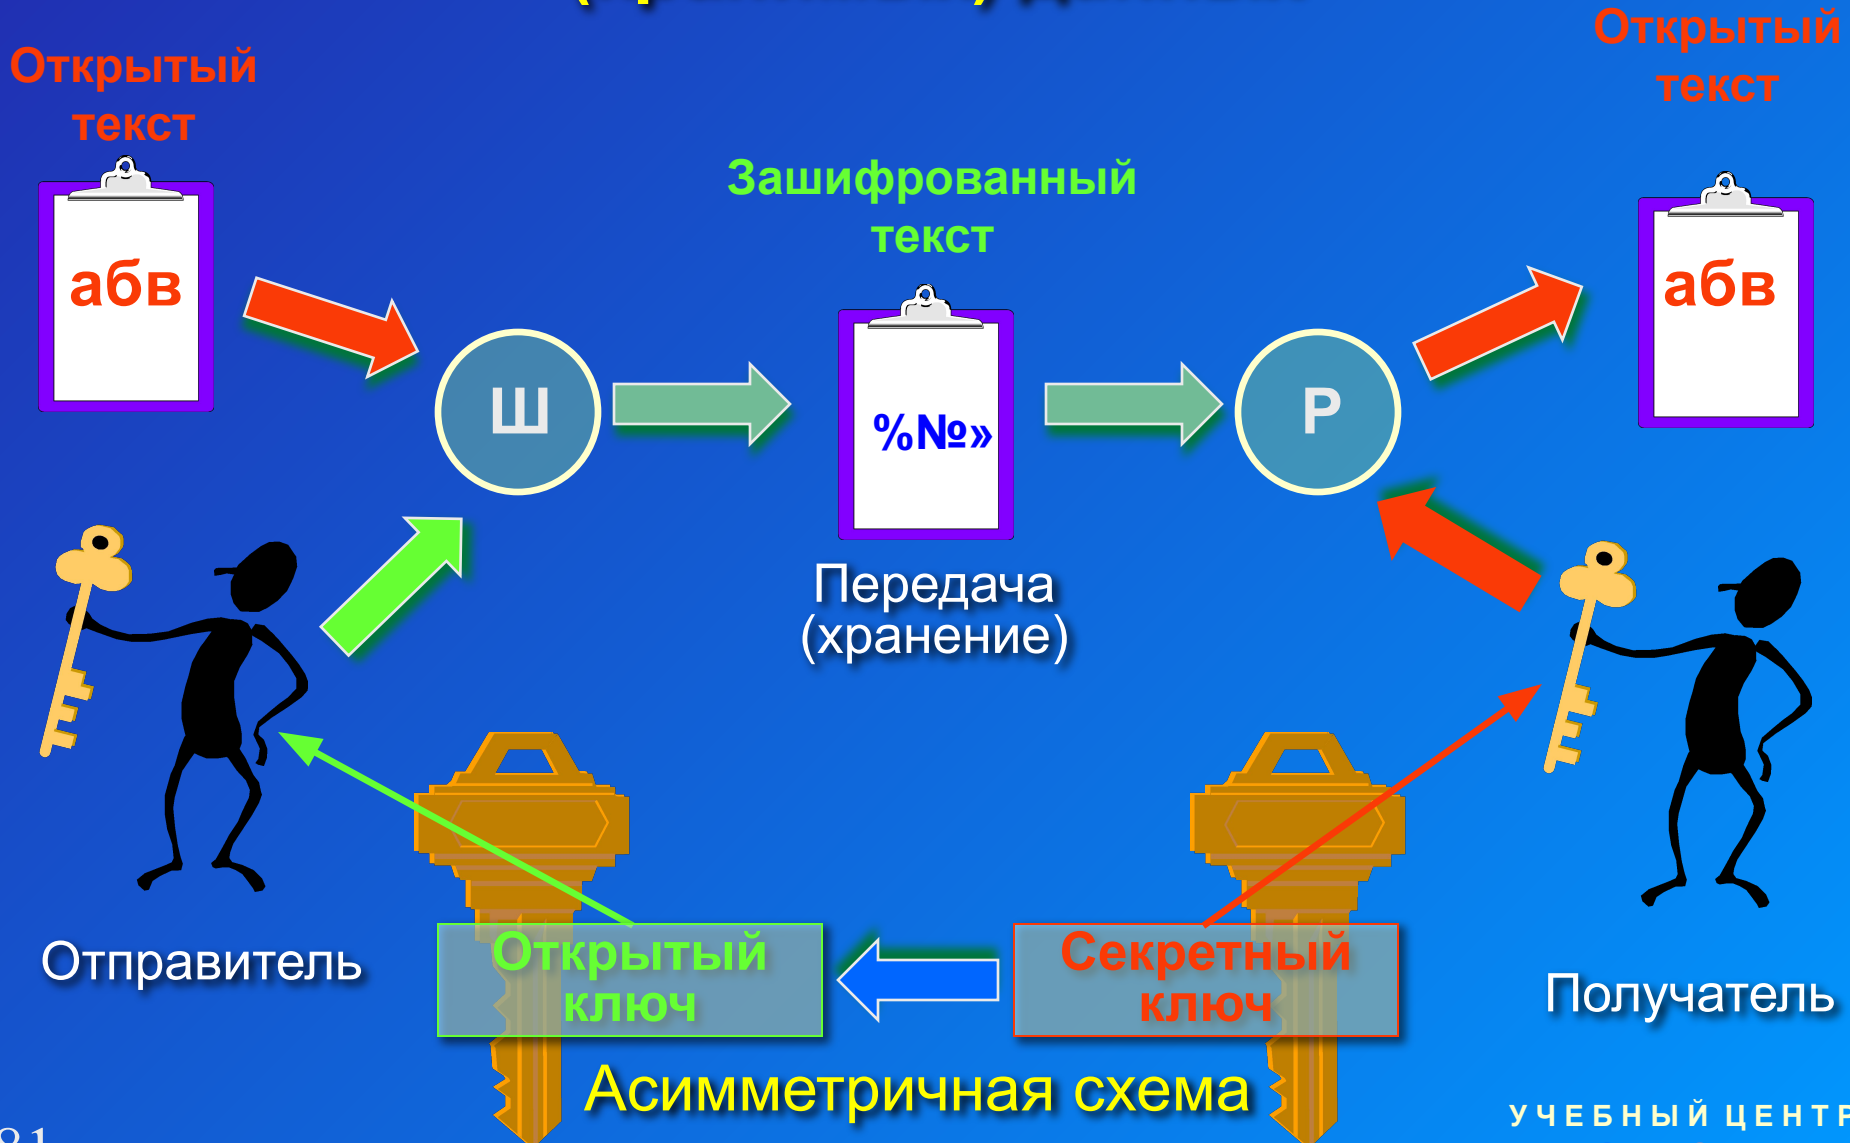 Открытый
текст
Открытый
текст
Зашифрованный
текст
абв
абв
Ш
%№»
Р
Передача
(хранение)
Отправитель
Открытый
ключ
Секретный
ключ
Получатель
Асимметричная схема
УЧЕБНЫЙ ЦЕНТР